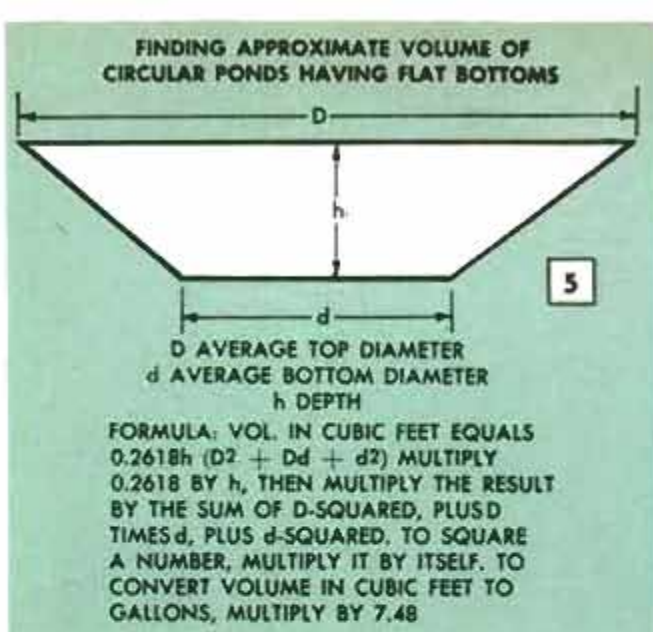 FINDING APPROXIMATE VOLUME OF
CIRCULAR PONDS HAVING FLAT BOTTOMS
D
h
5
d
D AVERAGE TOP DIAMETER
d AVERAGE BOTTOM DIAMETER
h DEPTH
FORMULA: VOL. IN CUBIC FEET EQUALS
0.2618h (D2 + Dd + d2) MULTIPLY
0.2618 BY h, THEN MULTIPLY THE RESULT
BY THE SUM OF D-SQUARED, PLUS D
TIMES d, PLUS d-SQUARED. TO SQUARE
A NUMBER, MULTIPLY IT BY ITSELF. TO
CONVERT VOLUME IN CUBIC FEET TO
GALLONS, MULTIPLY BY 7.48